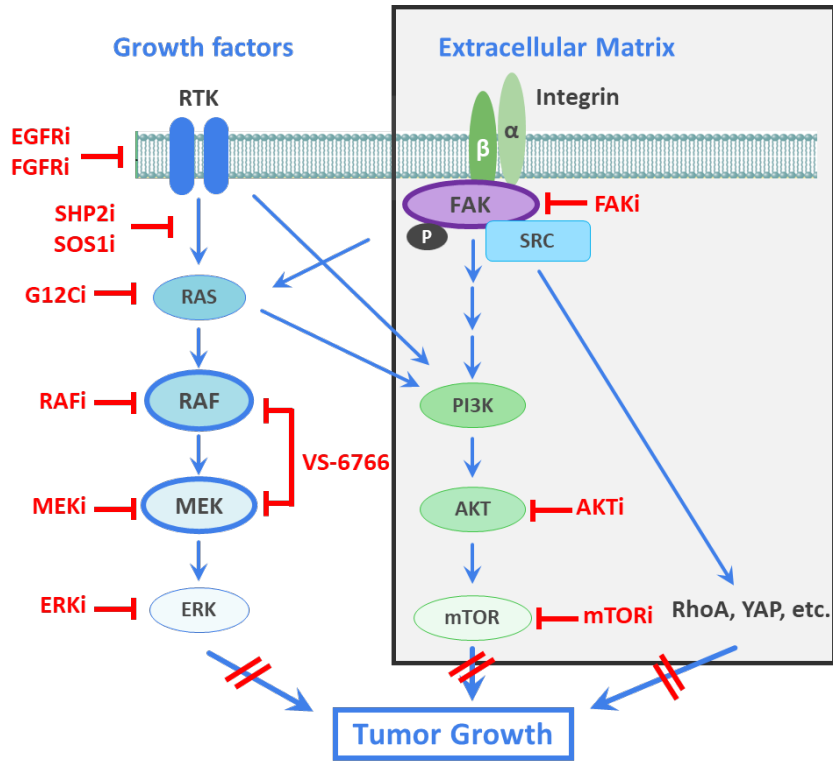 Growth factors
Extracellular Matrix
RTK
Integrin
EGFRi
FGFRi
β
α
FAK
FAKi
SHP2i
SOS1i
P
SRC
G12Ci
RAS
RAFi
RAF
PI3K
VS-6766
MEKi
MEK
AKT
AKTi
ERKi
ERK
mTOR
mTORi
RhoA, YAP, etc.
Tumor Growth